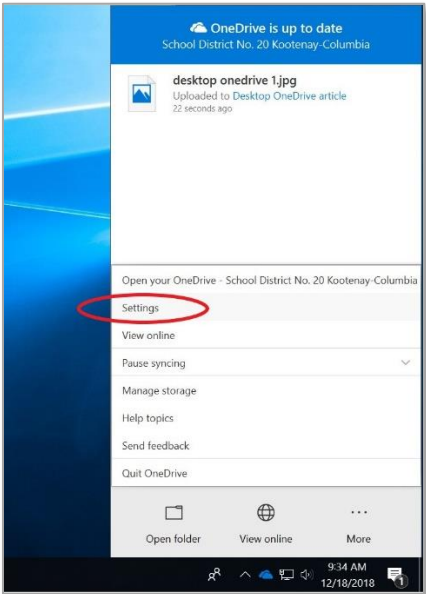 OneDrive is up to date
School District No. 20 Kootenay-Columbia
desktop onedrive 1.jpg
Uploaded to Desktop OneDrive article
22 seconds ago
Open your OneDrive - School District No. 20 Kootenay-Columbia
Settings
View online
Pause syncing
Manage storage
Help topics
Send feedback
Quit OneDrive
Open folder View online More
9:34 AM
12/18/2018
1